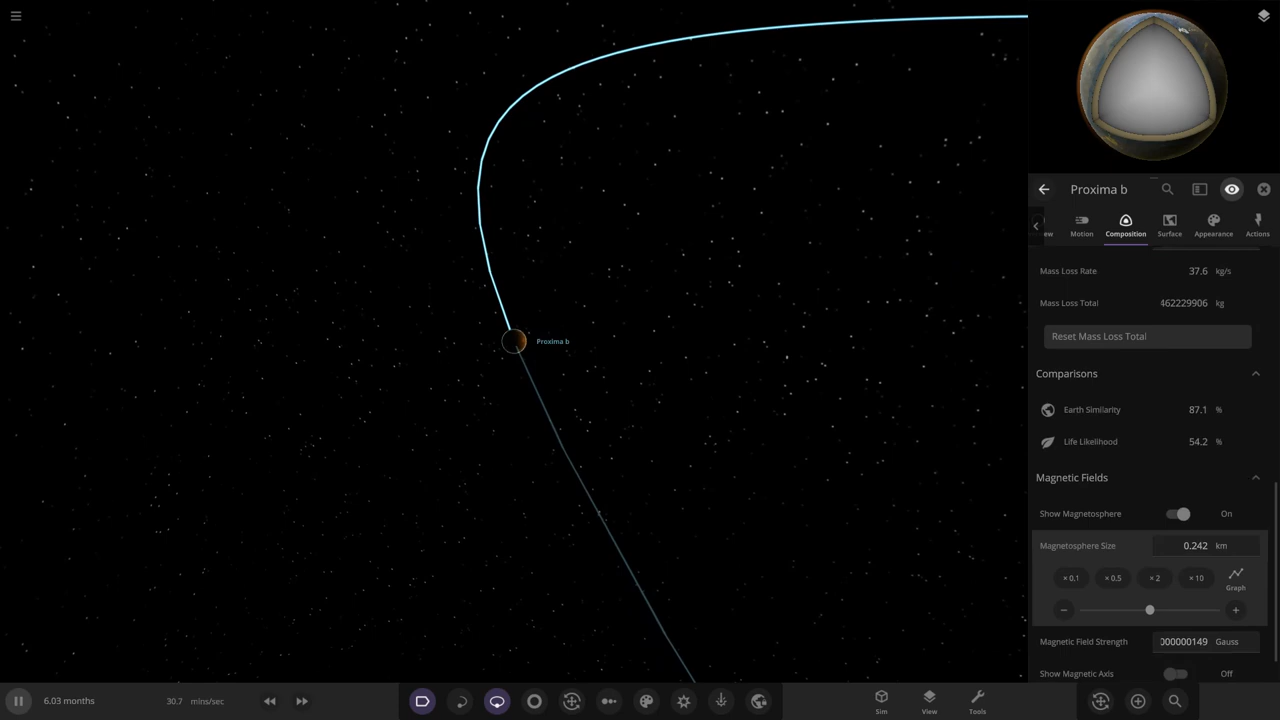 Proxima b
Proxima b
ew Motion Composition Surface Appearance Actions
Mass Loss Rate 37.6 kg/s
Mass Loss Total 462229906 kg
Reset Mass Loss Total
Comparisons
Earth Similarity 87.1 %
Life Likelihood 54.2 %
Magnetic Fields
Show Magnetosphere On
Magnetosphere Size 0.242 km
×0.1 ×0.5 ×2 ×10 Graph
Magnetic Field Strength 000000149 Gauss
Show Magnetic Axis Off
6.03 months 30.7 mins/sec Sim View Tools